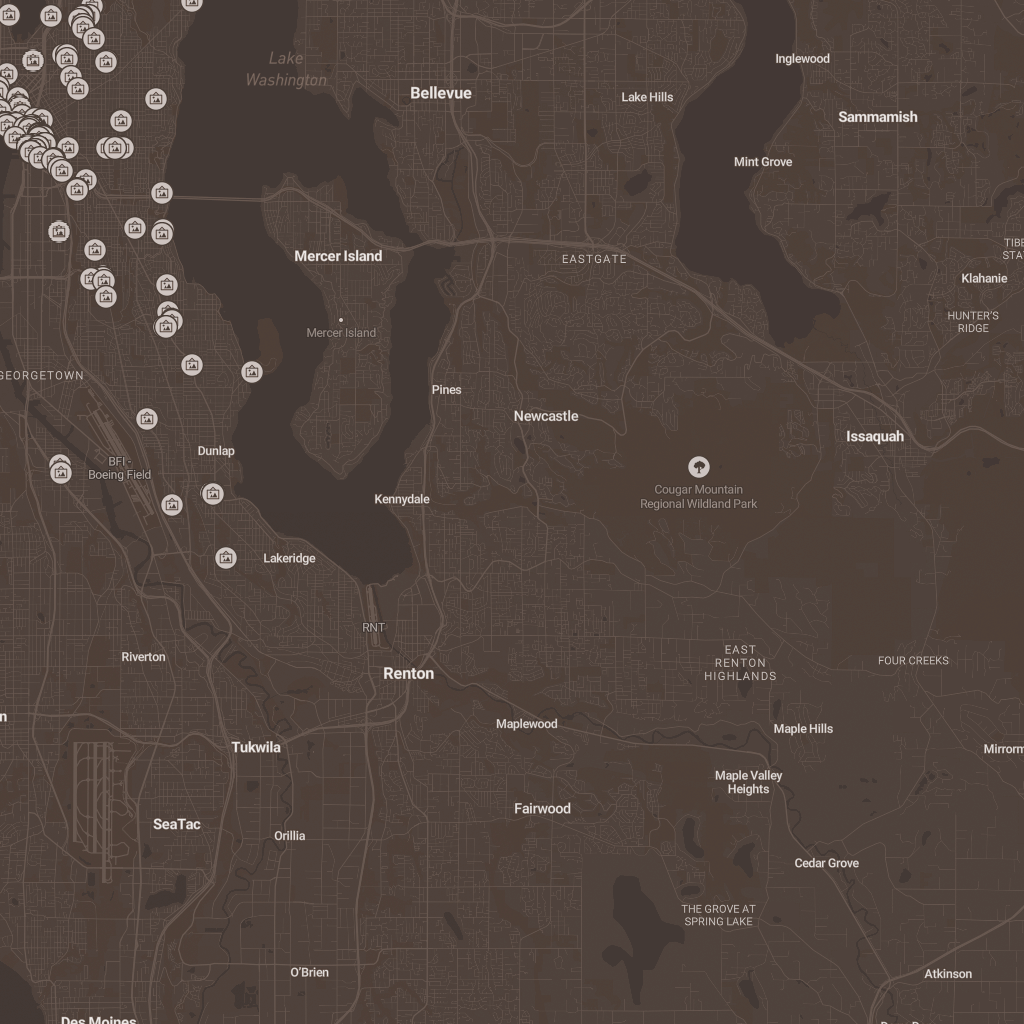 Lake
Washington
Inglewood
Bellevue
Lake Hills
Sammamish
Mint Grove
Mercer Island
EASTGATE
Klahanie
HUNTER'S
RIDGE
Mercer Island
GEORGETOWN
Pines
Newcastle
Issaquah
Dunlap
BFI -
Boeing Field
Cougar Mountain
Regional Wildland Park
Kennydale
Lakeridge
RNT
EAST
RENTON
HIGHLANDS
Riverton
FOUR CREEKS
Renton
Maplewood
Maple Hills
Tukwila
Maple Valley
Heights
Fairwood
SeaTac
Orillia
Cedar Grove
THE GROVE AT
SPRING LAKE
O'Brien
Atkinson
Des Moines